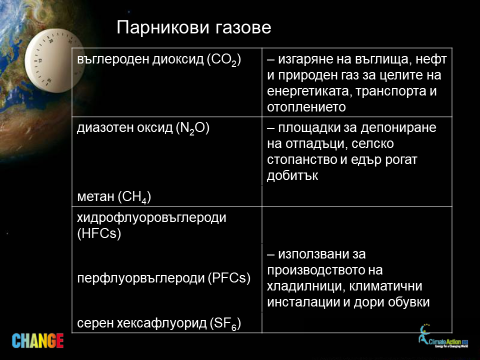 Парникови газове
въглероден диоксид (CO₂)
– изгаряне на въглища, нефт
и природен газ за целите на
енергетиката, транспорта и
отоплението
диазотен оксид (N₂O)
метан (CH₄)
– площадки за депониране
на отпадъци, селско
стопанство и едър рогат
добитък
хидрофлуоровъглероди
(HFCs)
перфлуорвъглероди (PFCs)
серен хексафлуорид (SF₆)
– използвани за
производството на
хладилници, климатични
инсталации и дори обувки
CHANGE
ClimateAction